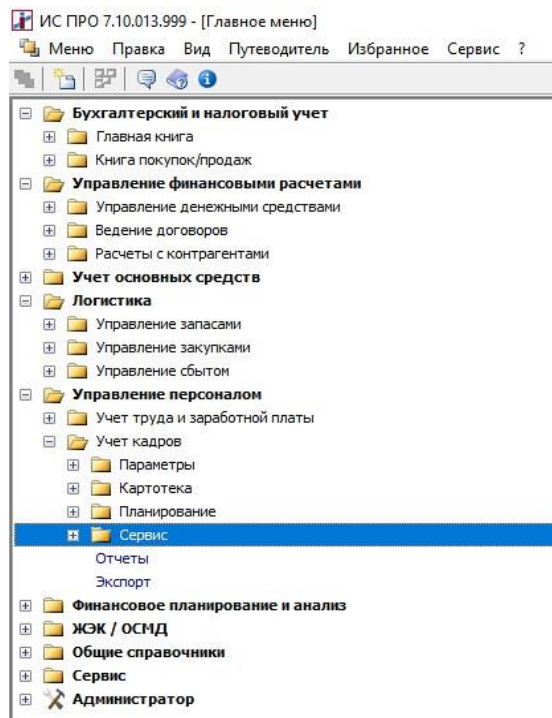 ИС ПРО 7.10.013.999 - [Главное меню]
Меню Правка Вид Путеводитель Избранное Сервис ?
Бухгалтерский и налоговый учет
Главная книга
Книга покупок/продаж
Управление финансовыми расчетами
Управление денежными средствами
Ведение договоров
Расчеты с контрагентами
Учет основных средств
Логистика
Управление запасами
Управление закупками
Управление сбытом
Управление персоналом
Учет труда и заработной платы
Учет кадров
Параметры
Картотека
Планирование
Сервис
Отчеты
Экспорт
Финансовое планирование и анализ
ЖЭК / ОСМД
Общие справочники
Сервис
Администратор